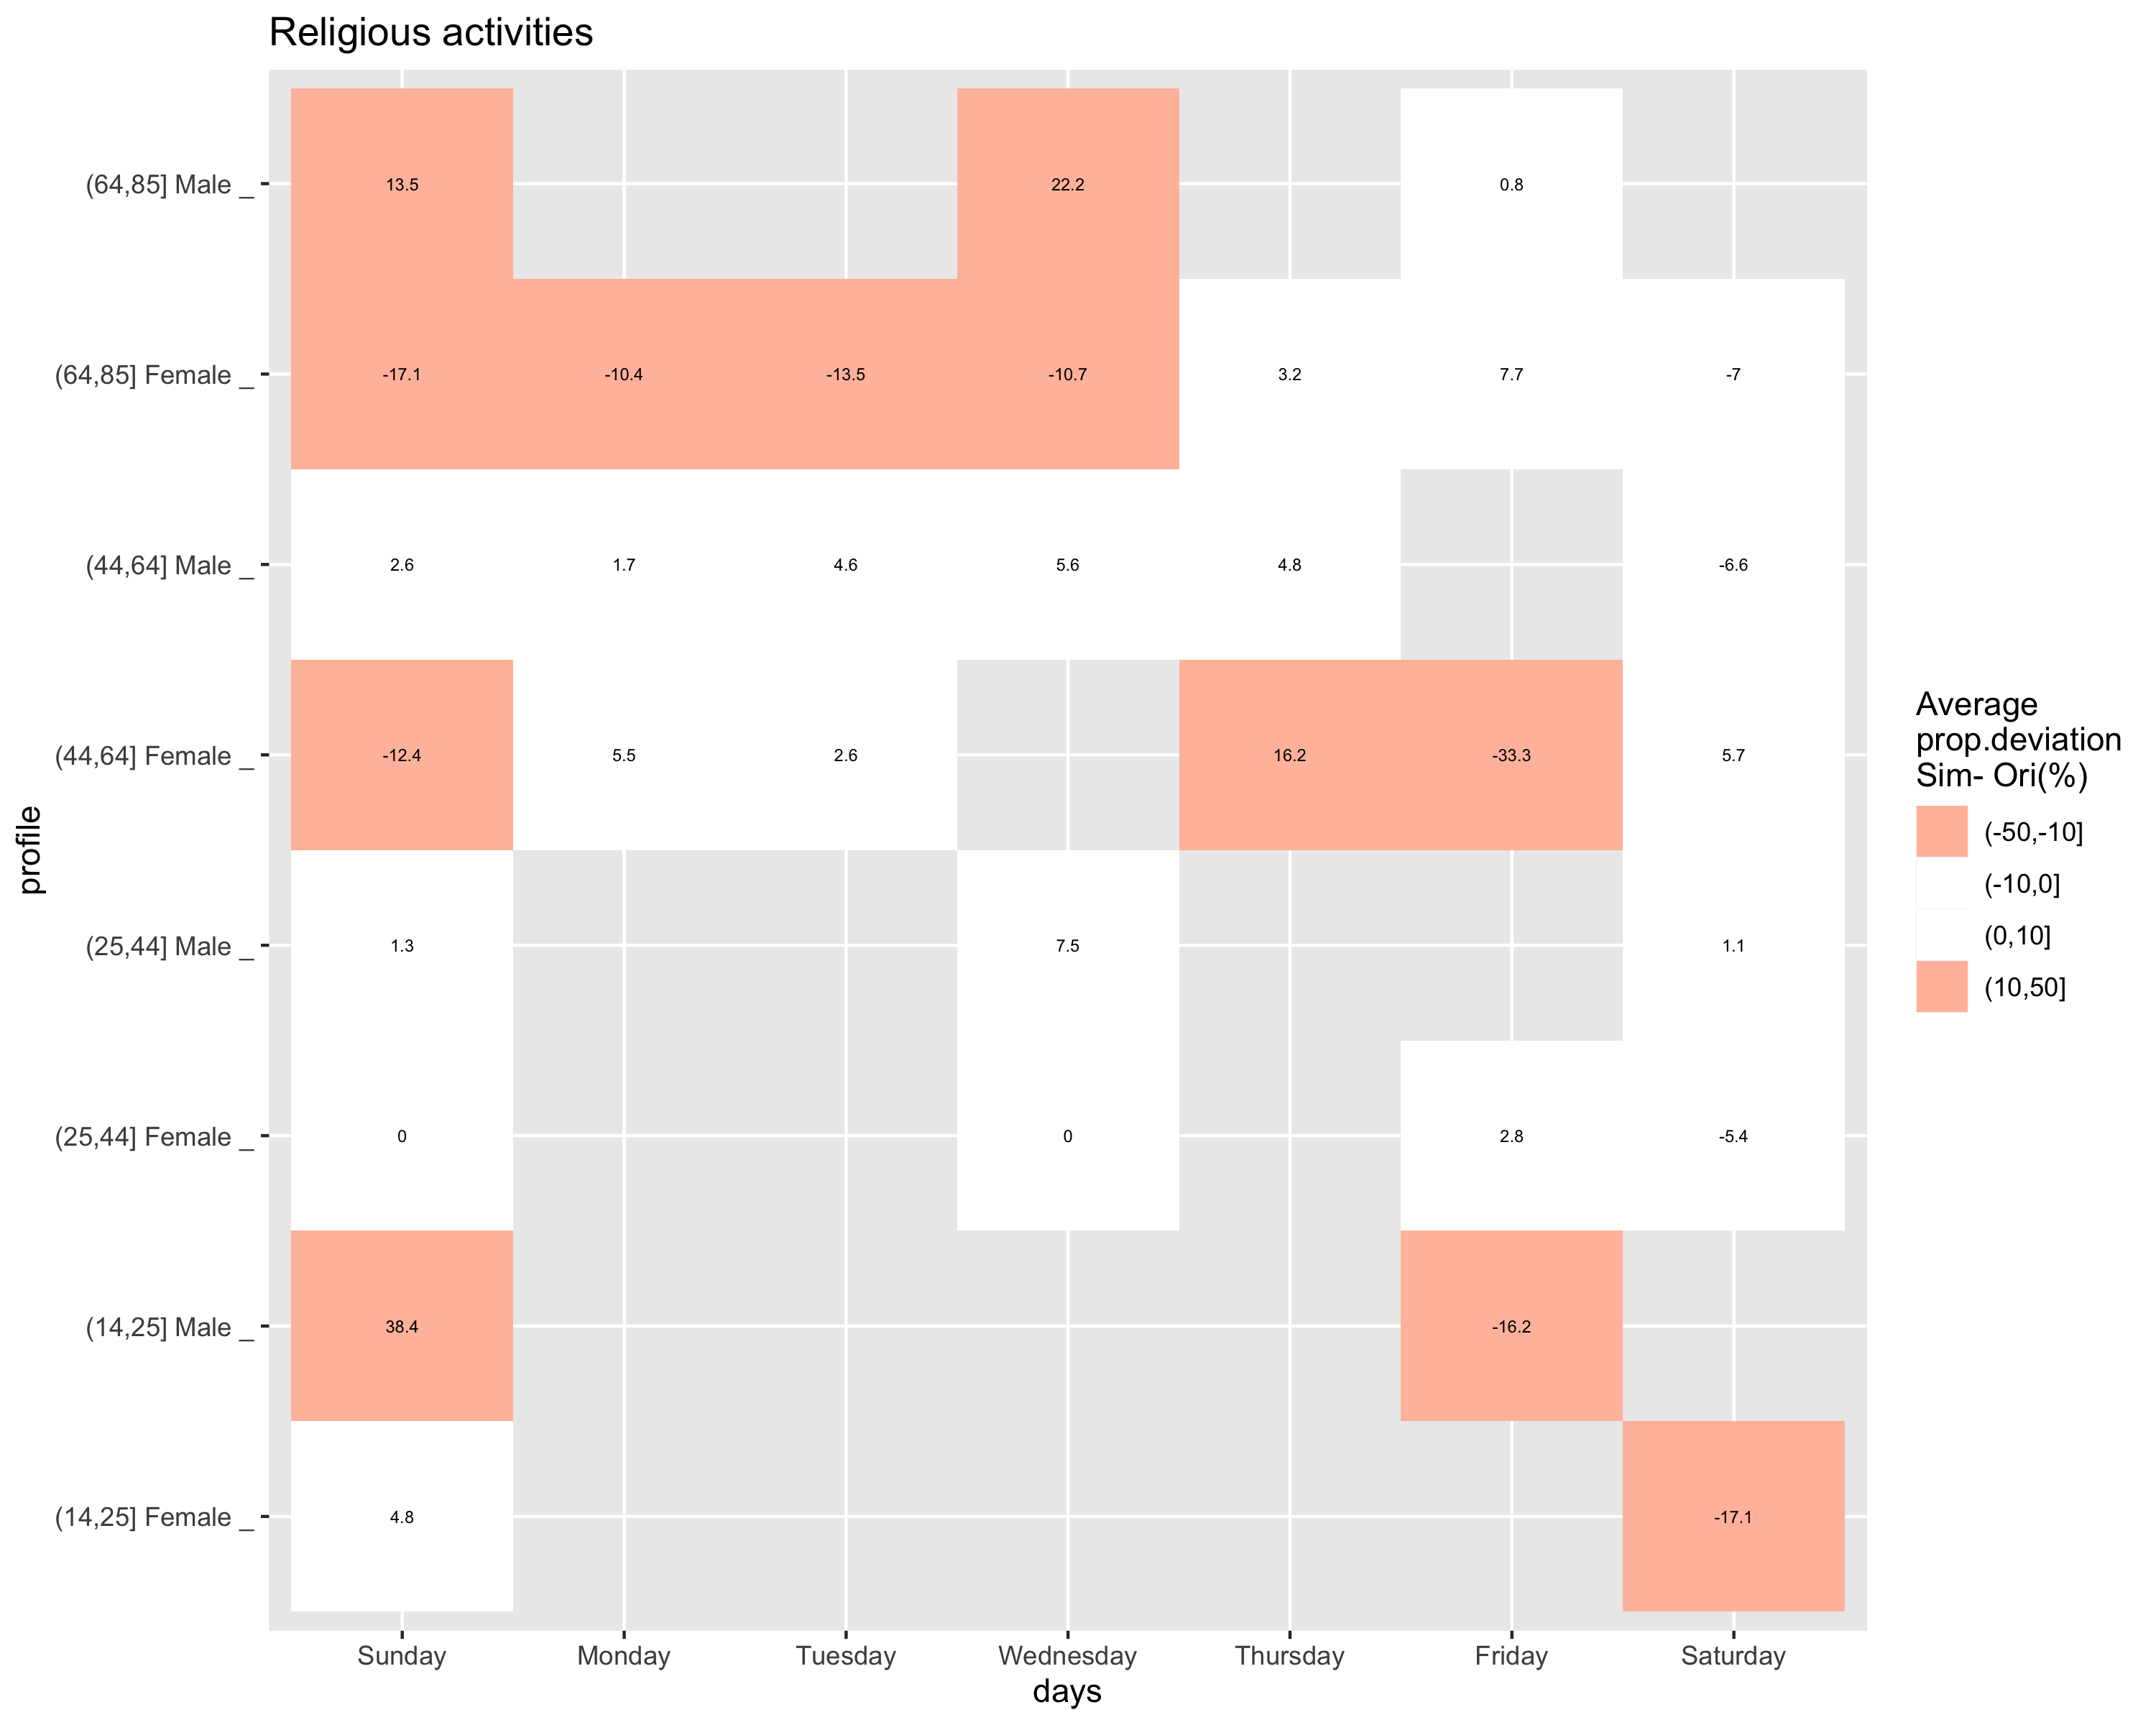 Religious activities
(64,85] Male _
13.5
22.2
0.8
(64,85] Female _
-17.1
-10.4
-13.5
-10.7
3.2
7.7
-7
(44,64] Male _
2.6
1.7
4.6
5.6
4.8
-6.6
(44,64] Female _
-12.4
5.5
2.6
16.2
-33.3
5.7
(25,44] Male _
1.3
7.5
1.1
(25,44] Female _
0
0
2.8
-5.4
(14,25] Male _
38.4
-16.2
(14,25] Female _
4.8
-17.1
profile
Sunday
Monday
Tuesday
Wednesday
Thursday
Friday
Saturday
days
Average
prop.deviation
Sim- Ori(%)
(-50,-10]
(-10,0]
(0,10]
(10,50]